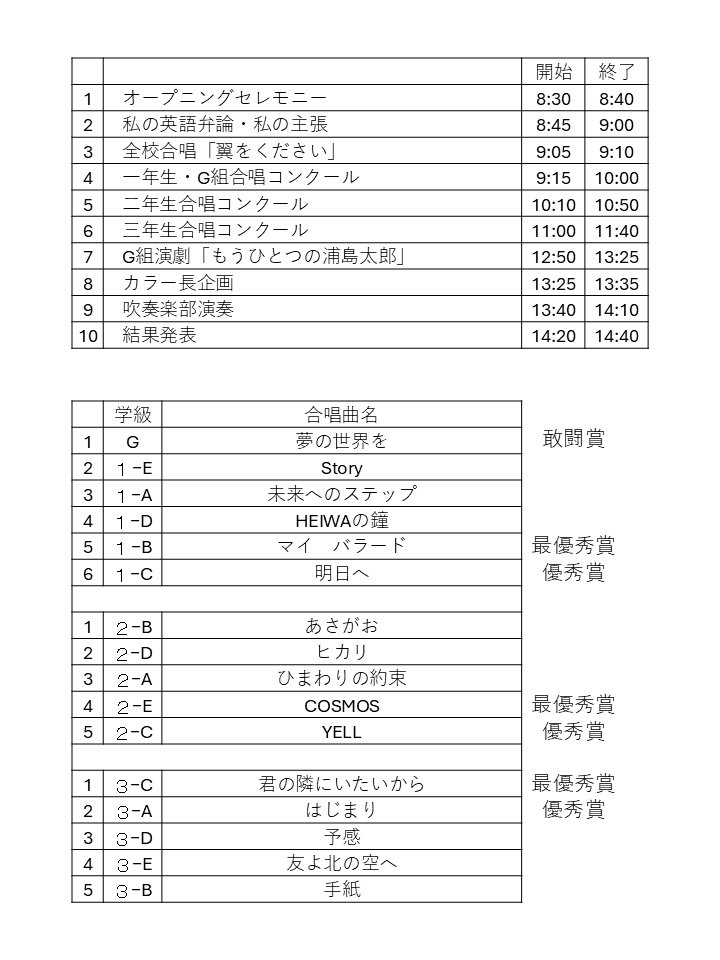 開始 終了
1 オープニングセレモニー 8:30 8:40
2 私の英語弁論・私の主張 8:45 9:00
3 全校合唱「翼をください」 9:05 9:10
4 一年生・G組合唱コンクール 9:15 10:00
5 二年生合唱コンクール 10:10 10:50
6 三年生合唱コンクール 11:00 11:40
7 G組演劇「もうひとつの浦島太郎」 12:50 13:25
8 カラー長企画 13:25 13:35
9 吹奏楽部演奏 13:40 14:10
10 結果発表 14:20 14:40
学級 合唱曲名
1 G 夢の世界を 敢闘賞
2 1-E Story
3 1-A 未来へのステップ
4 1-D HEIWAの鐘
5 1-B マイ　バラード 最優秀賞
6 1-C 明日へ 優秀賞
1 2-B あさがお
2 2-D ヒカリ
3 2-A ひまわりの約束
4 2-E COSMOS 最優秀賞
5 2-C YELL 優秀賞
1 3-C 君の隣にいたいから 最優秀賞
2 3-A はじまり 優秀賞
3 3-D 予感
4 3-E 友よ北の空へ
5 3-B 手紙